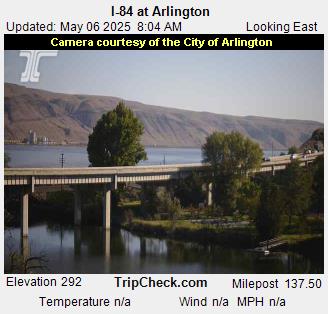 I-84 at Arlington
Updated: May 06 2025 8:04 AM Looking East
Camera courtesy of the City of Arlington
Elevation 292 TripCheck.com Milepost 137.50
Temperature n/a Wind n/a MPH n/a